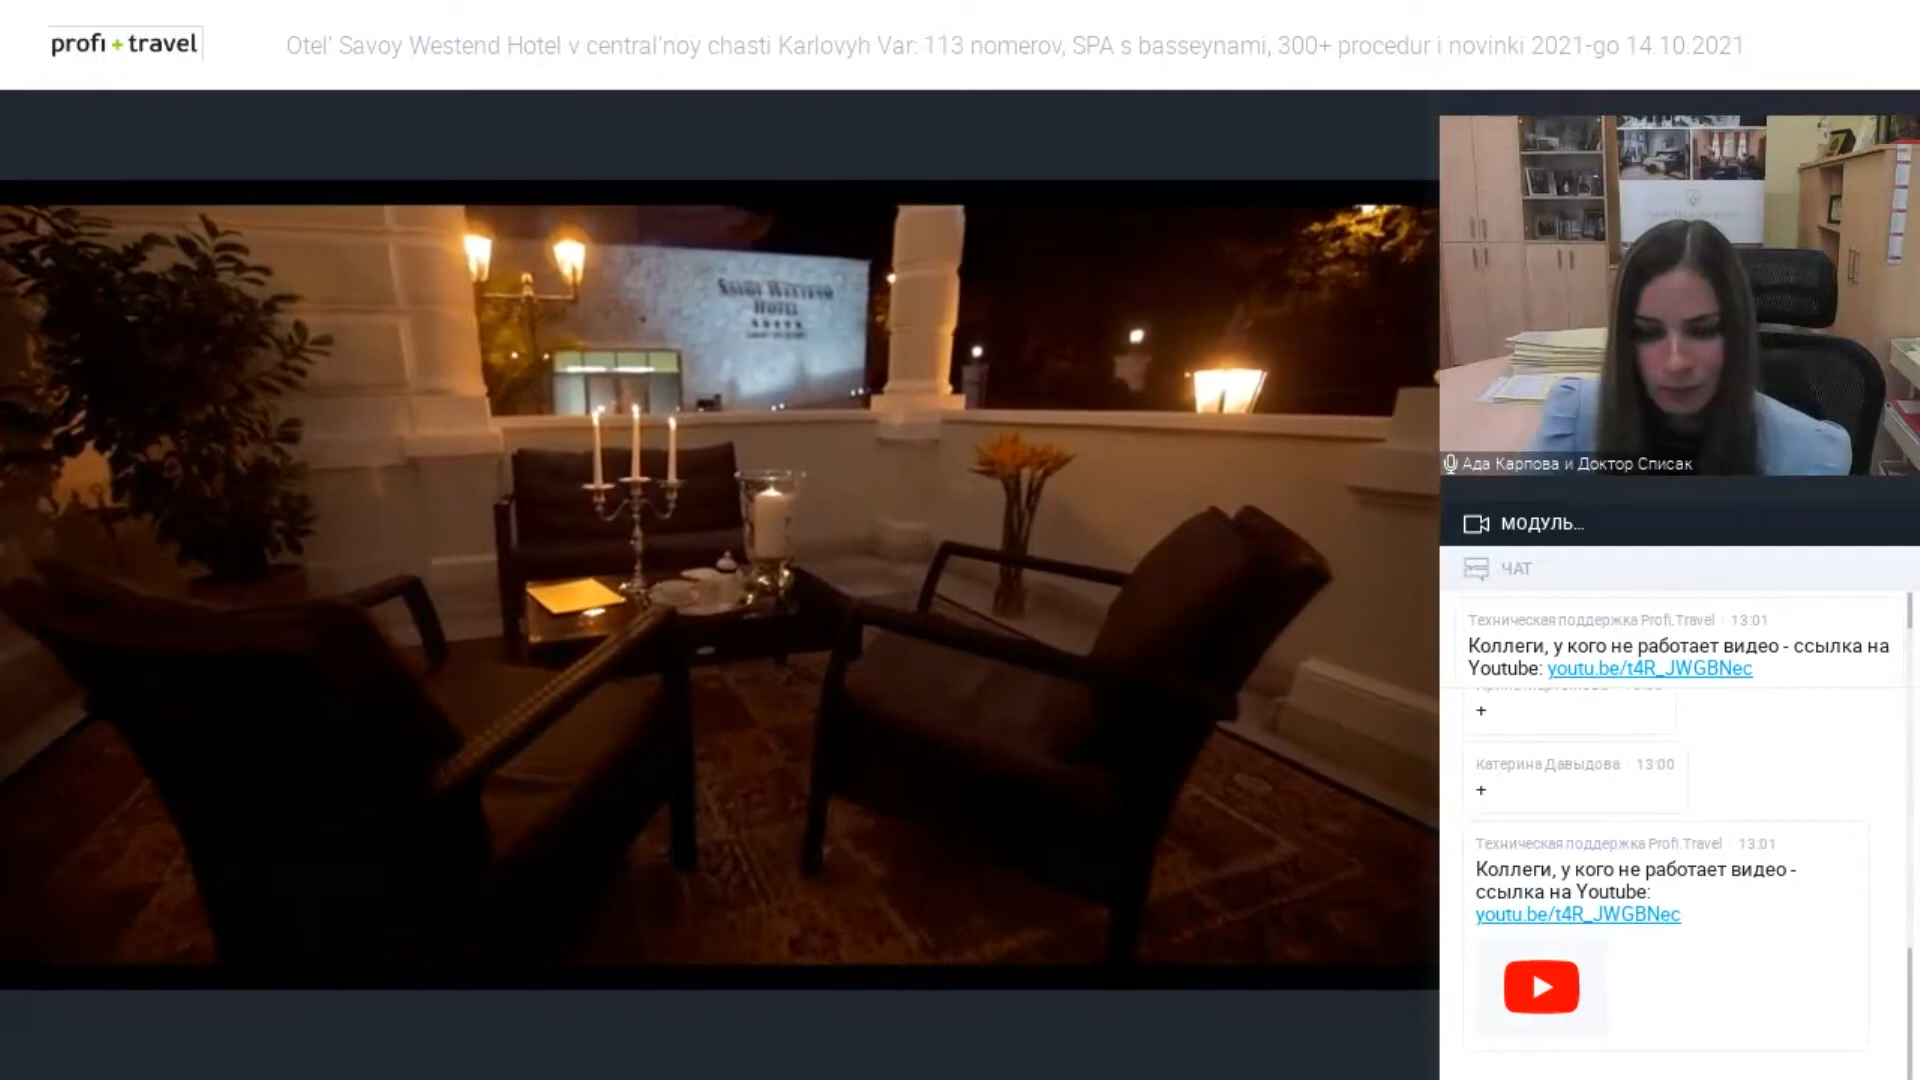 profi + travel
Otel' Savoy Westend Hotel v central'noy chasti Karlovyh Var: 113 nomerov, SPA s basseynami, 300+ procedur i novinki 2021-go 14.10.2021
SAVOY WESTEND
HOTEL
Ада Карпова и Доктор Списак
МОДУЛЬ...
ЧАТ
Техническая поддержка Profi.Travel 13:01
Коллеги, у кого не работает видео - ссылка на
Youtube: youtu.be/t4R_JWGBNec
+
Катерина Давыдова 13:00
+
Техническая поддержка Profi.Travel 13:01
Коллеги, у кого не работает видео -
ссылка на Youtube:
youtu.be/t4R_JWGBNec